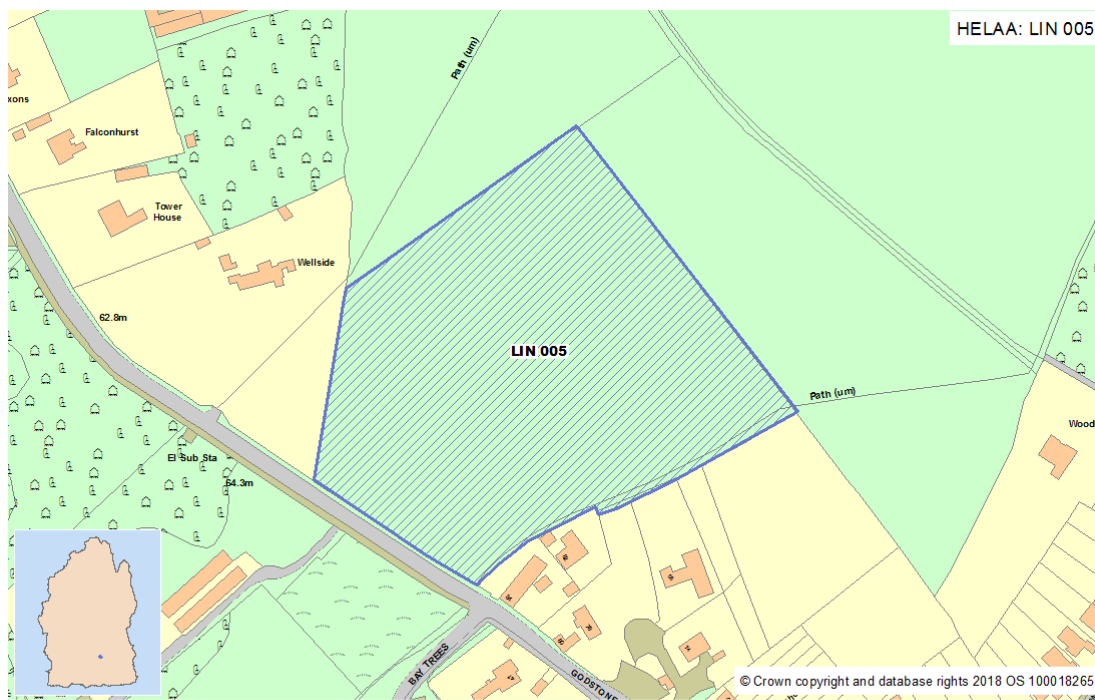 HELAA: LIN 005
Path (um)
xons
Falconhurst
Tower
House
Wellside
62.8m
LIN 005
Path (um)
Wood
El Sub Sta
64.3m
BAY TREES
GODSTONE
© Crown copyright and database rights 2018 OS 100018265